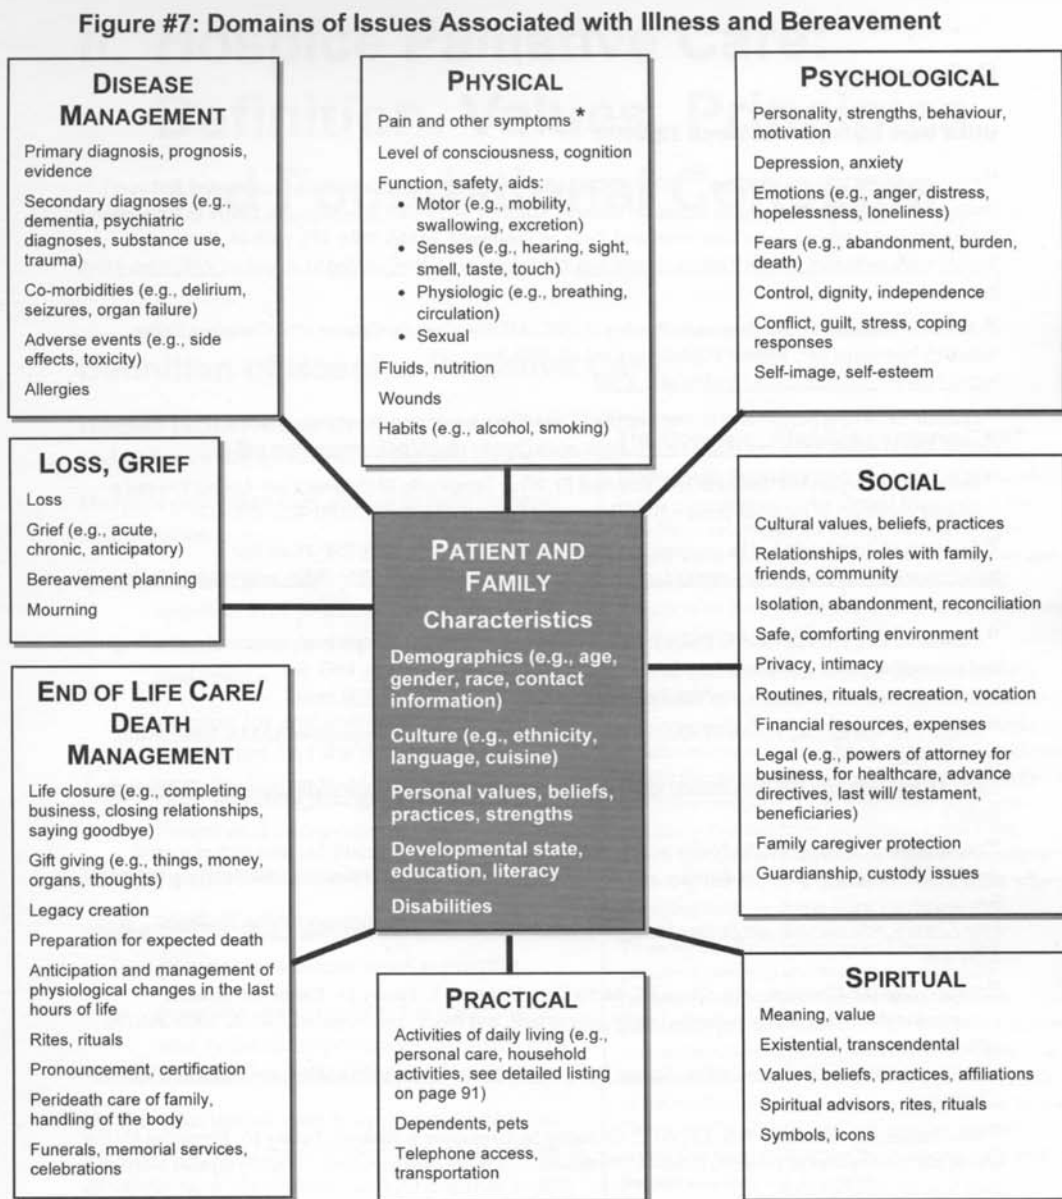 Figure #7: Domains of Issues Associated with Illness and Bereavement
DISEASE
MANAGEMENT
Primary diagnosis, prognosis,
evidence
Secondary diagnoses (e.g.,
dementia, psychiatric
diagnoses, substance use,
trauma)
Co-morbidities (e.g., delirium,
seizures, organ failure)
Adverse events (e.g., side
effects, toxicity)
Allergies
PHYSICAL
Pain and other symptoms *
Level of consciousness, cognition
Function, safety, aids:
• Motor (e.g., mobility,
swallowing, excretion)
• Senses (e.g., hearing, sight,
smell, taste, touch)
• Physiologic (e.g., breathing,
circulation)
• Sexual
Fluids, nutrition
Wounds
Habits (e.g., alcohol, smoking)
PSYCHOLOGICAL
Personality, strengths, behaviour,
motivation
Depression, anxiety
Emotions (e.g., anger, distress,
hopelessness, loneliness)
Fears (e.g., abandonment, burden,
death)
Control, dignity, independence
Conflict, guilt, stress, coping
responses
Self-image, self-esteem
LOSS, GRIEF
Loss
Grief (e.g., acute,
chronic, anticipatory)
Bereavement planning
Mourning
PATIENT AND
FAMILY
Characteristics
Demographics (e.g., age,
gender, race, contact
information)
Culture (e.g., ethnicity,
language, cuisine)
Personal values, beliefs,
practices, strengths
Developmental state,
education, literacy
Disabilities
SOCIAL
Cultural values, beliefs, practices
Relationships, roles with family,
friends, community
Isolation, abandonment, reconciliation
Safe, comforting environment
Privacy, intimacy
Routines, rituals, recreation, vocation
Financial resources, expenses
Legal (e.g., powers of attorney for
business, for healthcare, advance
directives, last will/ testament,
beneficiaries)
Family caregiver protection
Guardianship, custody issues
END OF LIFE CARE/
DEATH
MANAGEMENT
Life closure (e.g., completing
business, closing relationships,
saying goodbye)
Gift giving (e.g., things, money,
organs, thoughts)
Legacy creation
Preparation for expected death
Anticipation and management of
physiological changes in the last
hours of life
Rites, rituals
Pronouncement, certification
Perideath care of family,
handling of the body
Funerals, memorial services,
celebrations
PRACTICAL
Activities of daily living (e.g.,
personal care, household
activities, see detailed listing
on page 91)
Dependents, pets
Telephone access,
transportation
SPIRITUAL
Meaning, value
Existential, transcendental
Values, beliefs, practices, affiliations
Spiritual advisors, rites, rituals
Symbols, icons